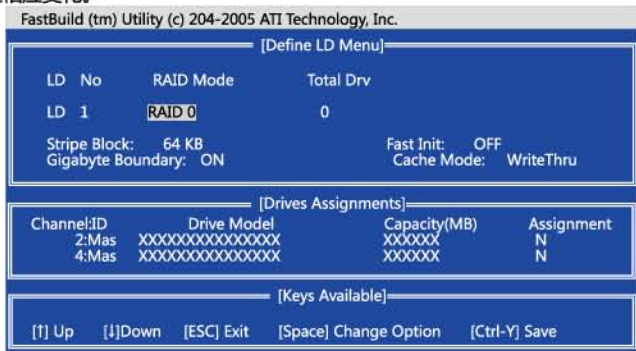 FastBuild (tm) Utility (c) 204-2005 ATI Technology, Inc.
[Define LD Menu]
LD No RAID Mode Total Drv
LD 1 RAID 0 0
Stripe Block: 64 KB Fast Init: OFF
Gigabyte Boundary: ON Cache Mode: WriteThru
[Drives Assignments]
Channel:ID Drive Model Capacity(MB) Assignment
2:Mas XXXXXXXXXXXXXXX XXXXXX N
4:Mas XXXXXXXXXXXXXXX XXXXXX N
[Keys Available]
[↑] Up [↓]Down [ESC] Exit [Space] Change Option [Ctrl-Y] Save